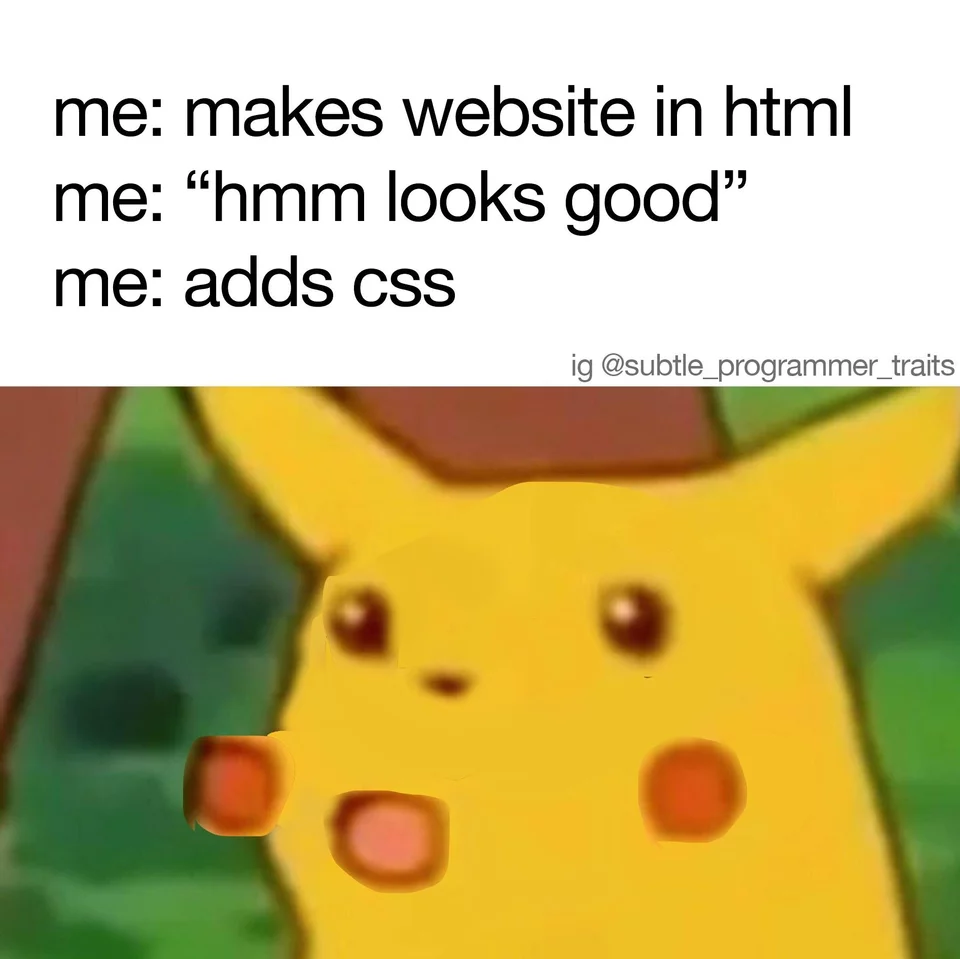 me: makes website in html
me: “hmm looks good”
me: adds css
ig @subtle_programmer_traits